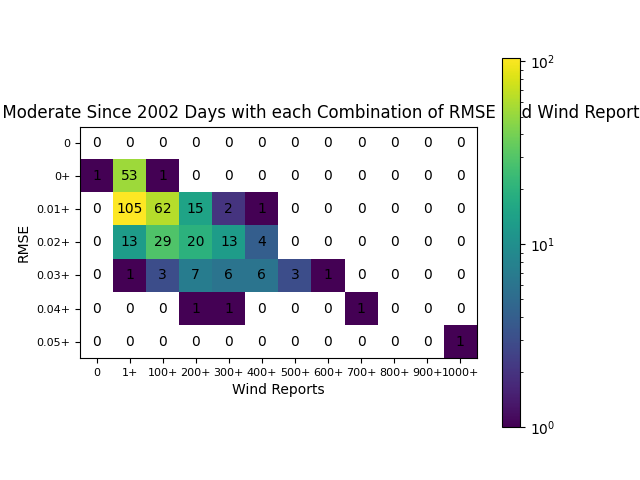 Moderate Since 2002 Days with each Combination of RMSE nd Wind Report
RMSE
0 0 0 0 0 0 0 0 0 0 0 0 0
0+ 1 53 1 0 0 0 0 0 0 0 0 0
0.01+ 0 105 62 15 2 1 0 0 0 0 0 0
0.02+ 0 13 29 20 13 4 0 0 0 0 0 0
0.03+ 0 1 3 7 6 6 3 1 0 0 0 0
0.04+ 0 0 0 1 1 0 0 0 1 0 0 0
0.05+ 0 0 0 0 0 0 0 0 0 0 0 1
0 1+ 100+ 200+ 300+ 400+ 500+ 600+ 700+ 800+ 900+ 1000+
Wind Reports
10²
10¹
10⁰